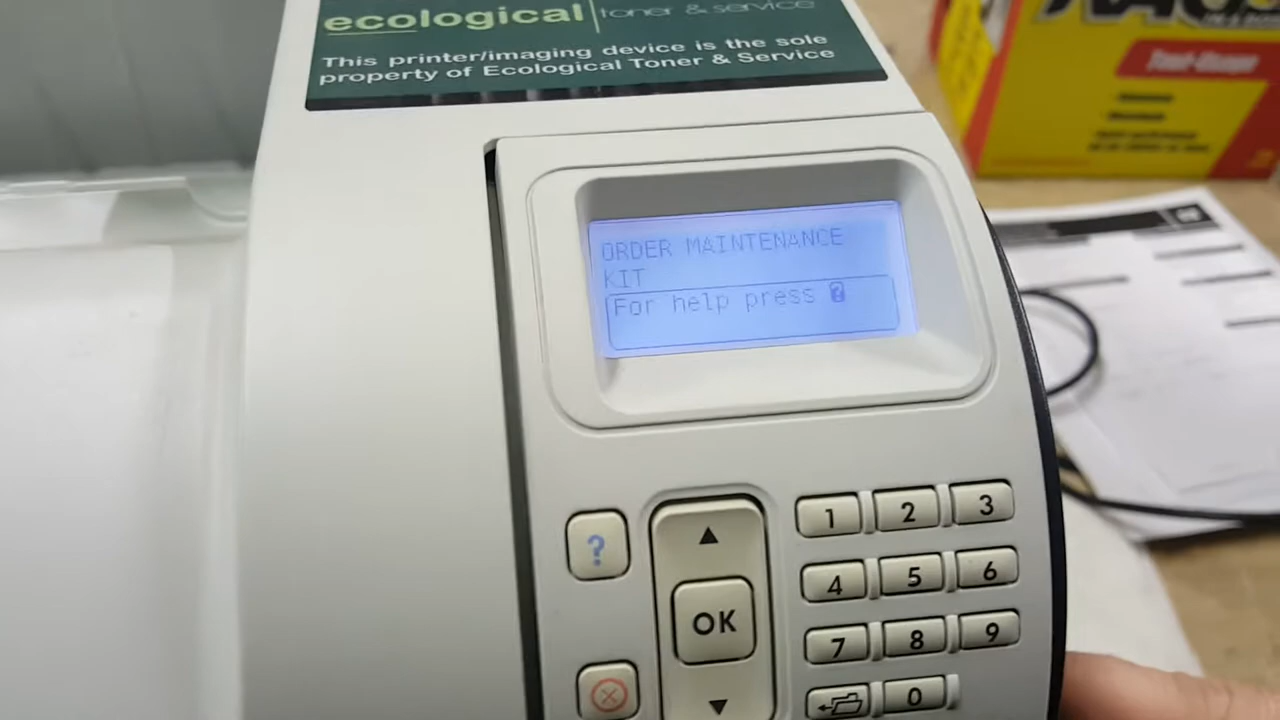 ecological toner & service
This printer/imaging device is the sole
property of Ecological Toner & Service
ORDER MAINTENANCE
KIT
For help press ?
?
OK
1 2 3
4 5 6
7 8 9
0